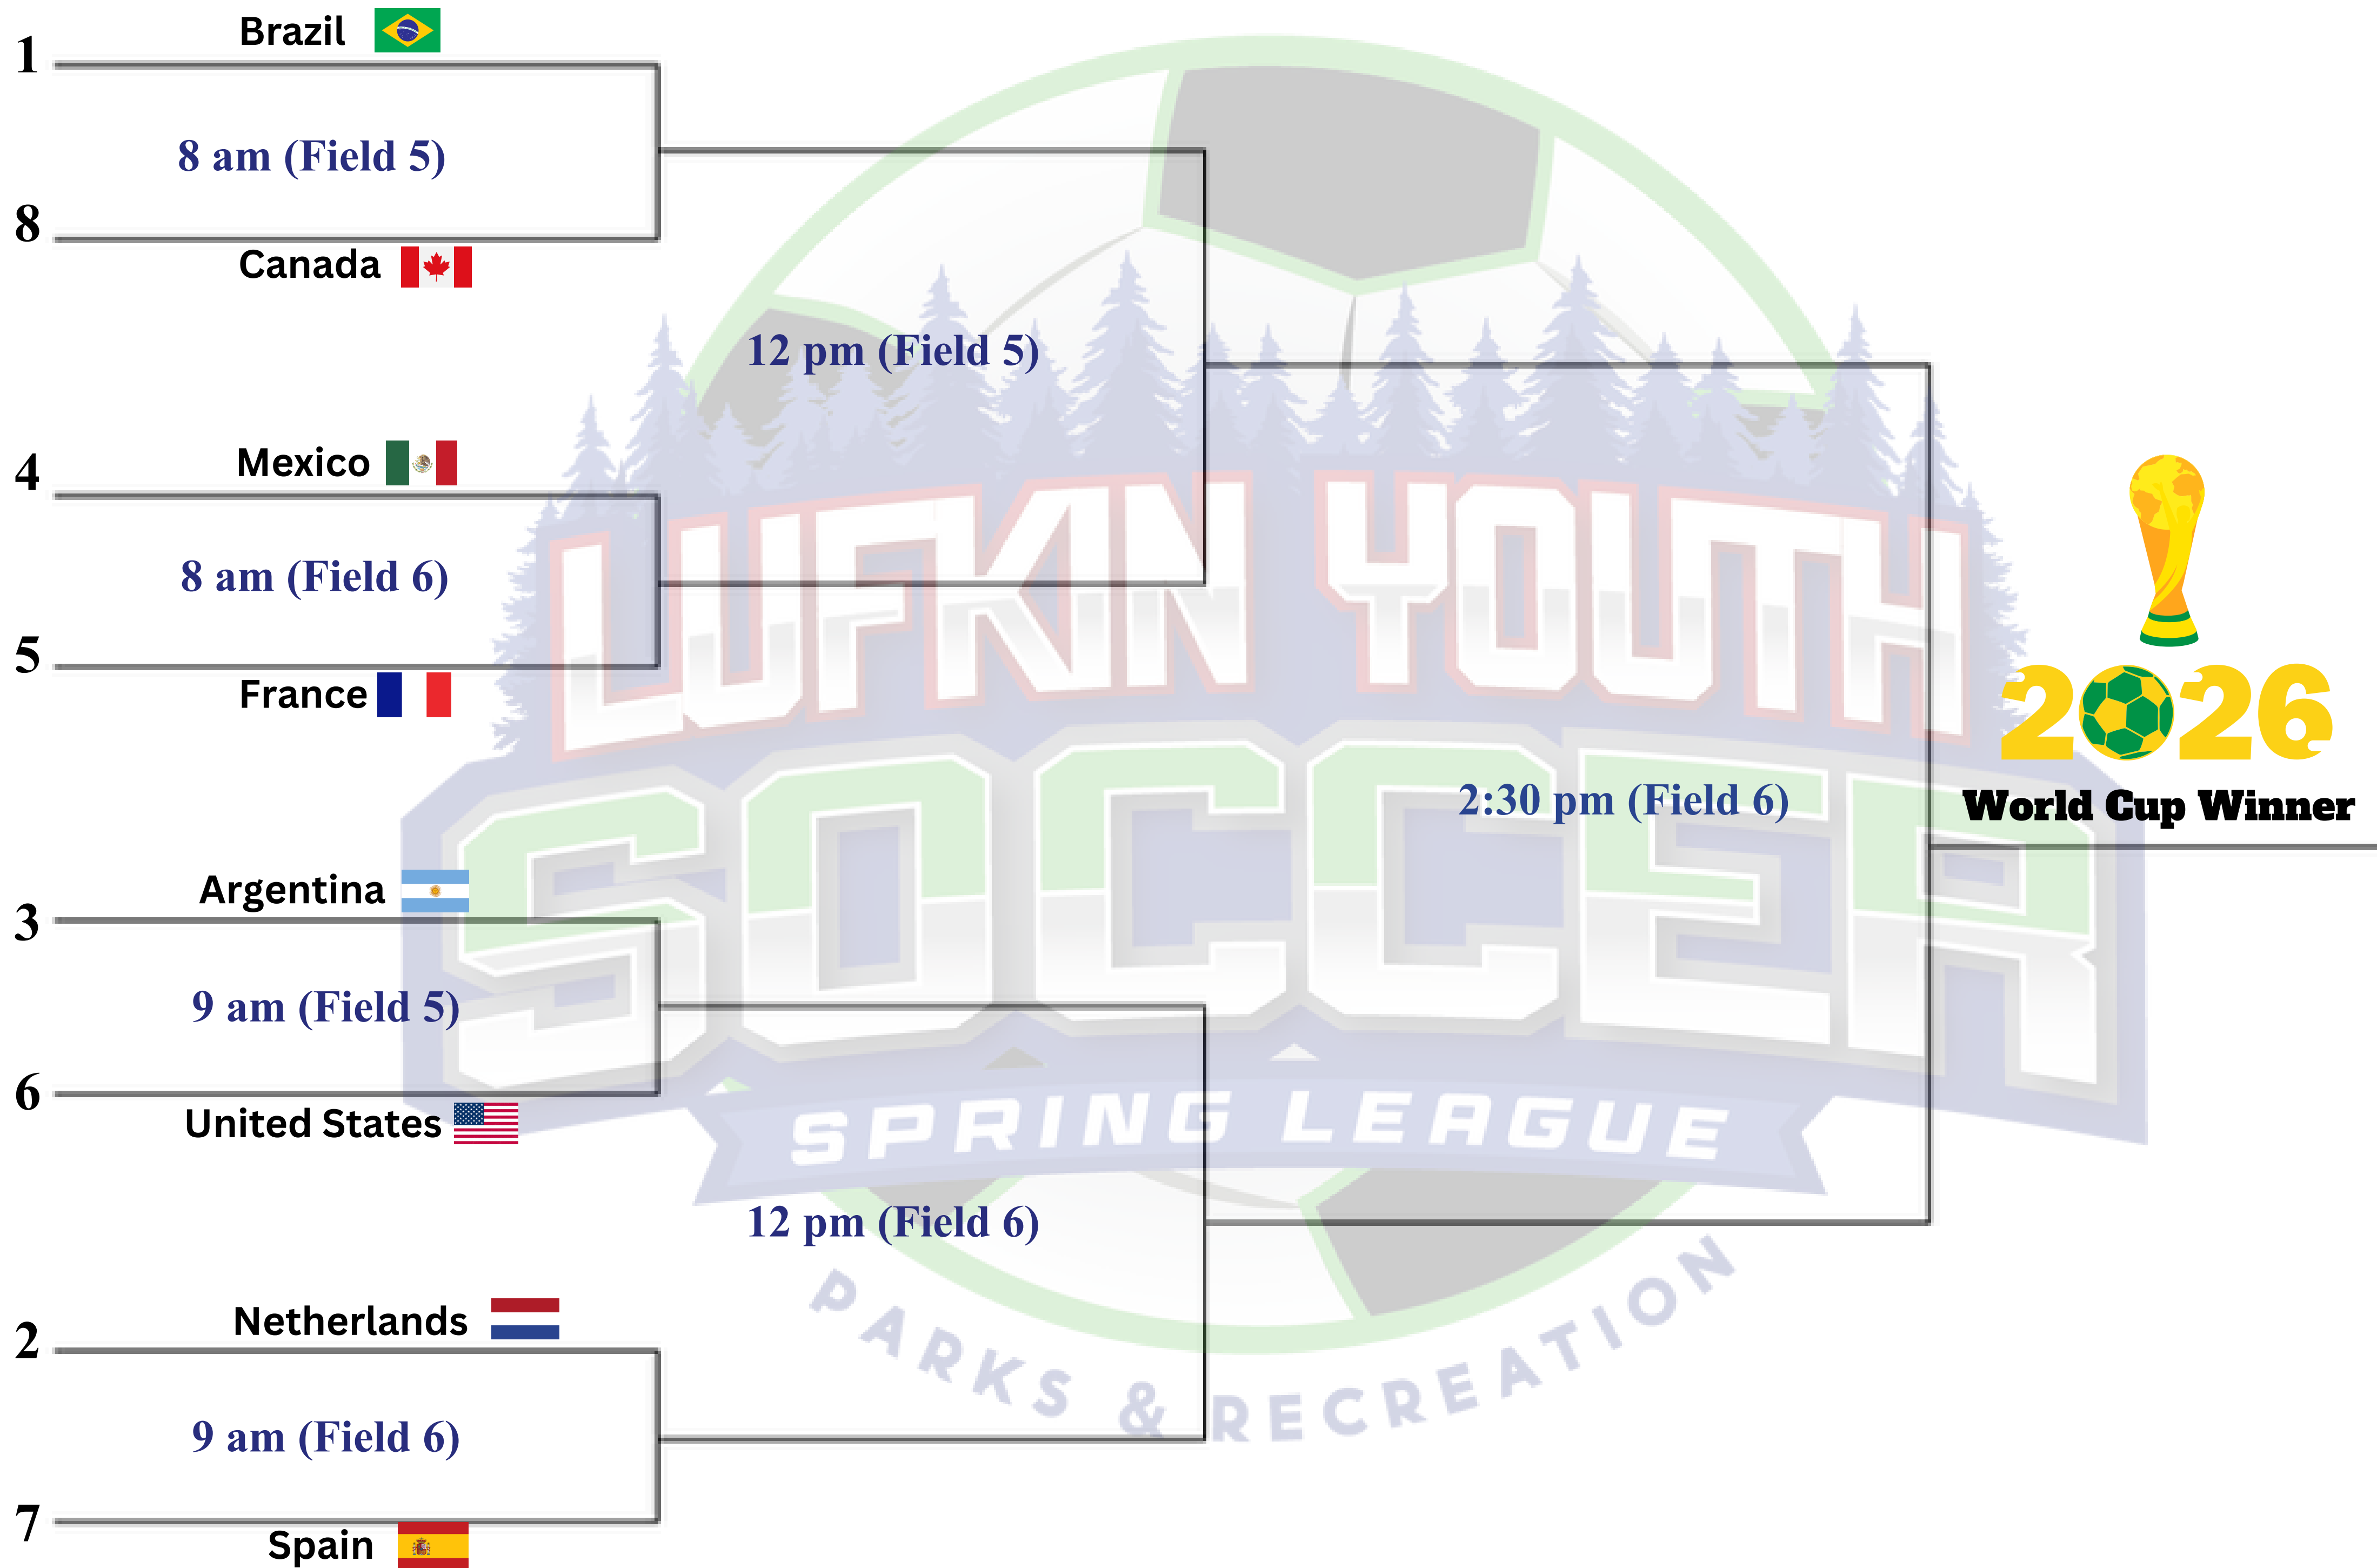 Brazil
1
8 am (Field 5)
8
Canada
12 pm (Field 5)
Mexico
4
8 am (Field 6)
5
France
LUFKIN YOUTH
SOCCER
SPRING LEAGUE
PARKS & RECREATION
2:30 pm (Field 6)
2026
World Cup Winner
Argentina
3
9 am (Field 5)
6
United States
12 pm (Field 6)
Netherlands
2
9 am (Field 6)
7
Spain